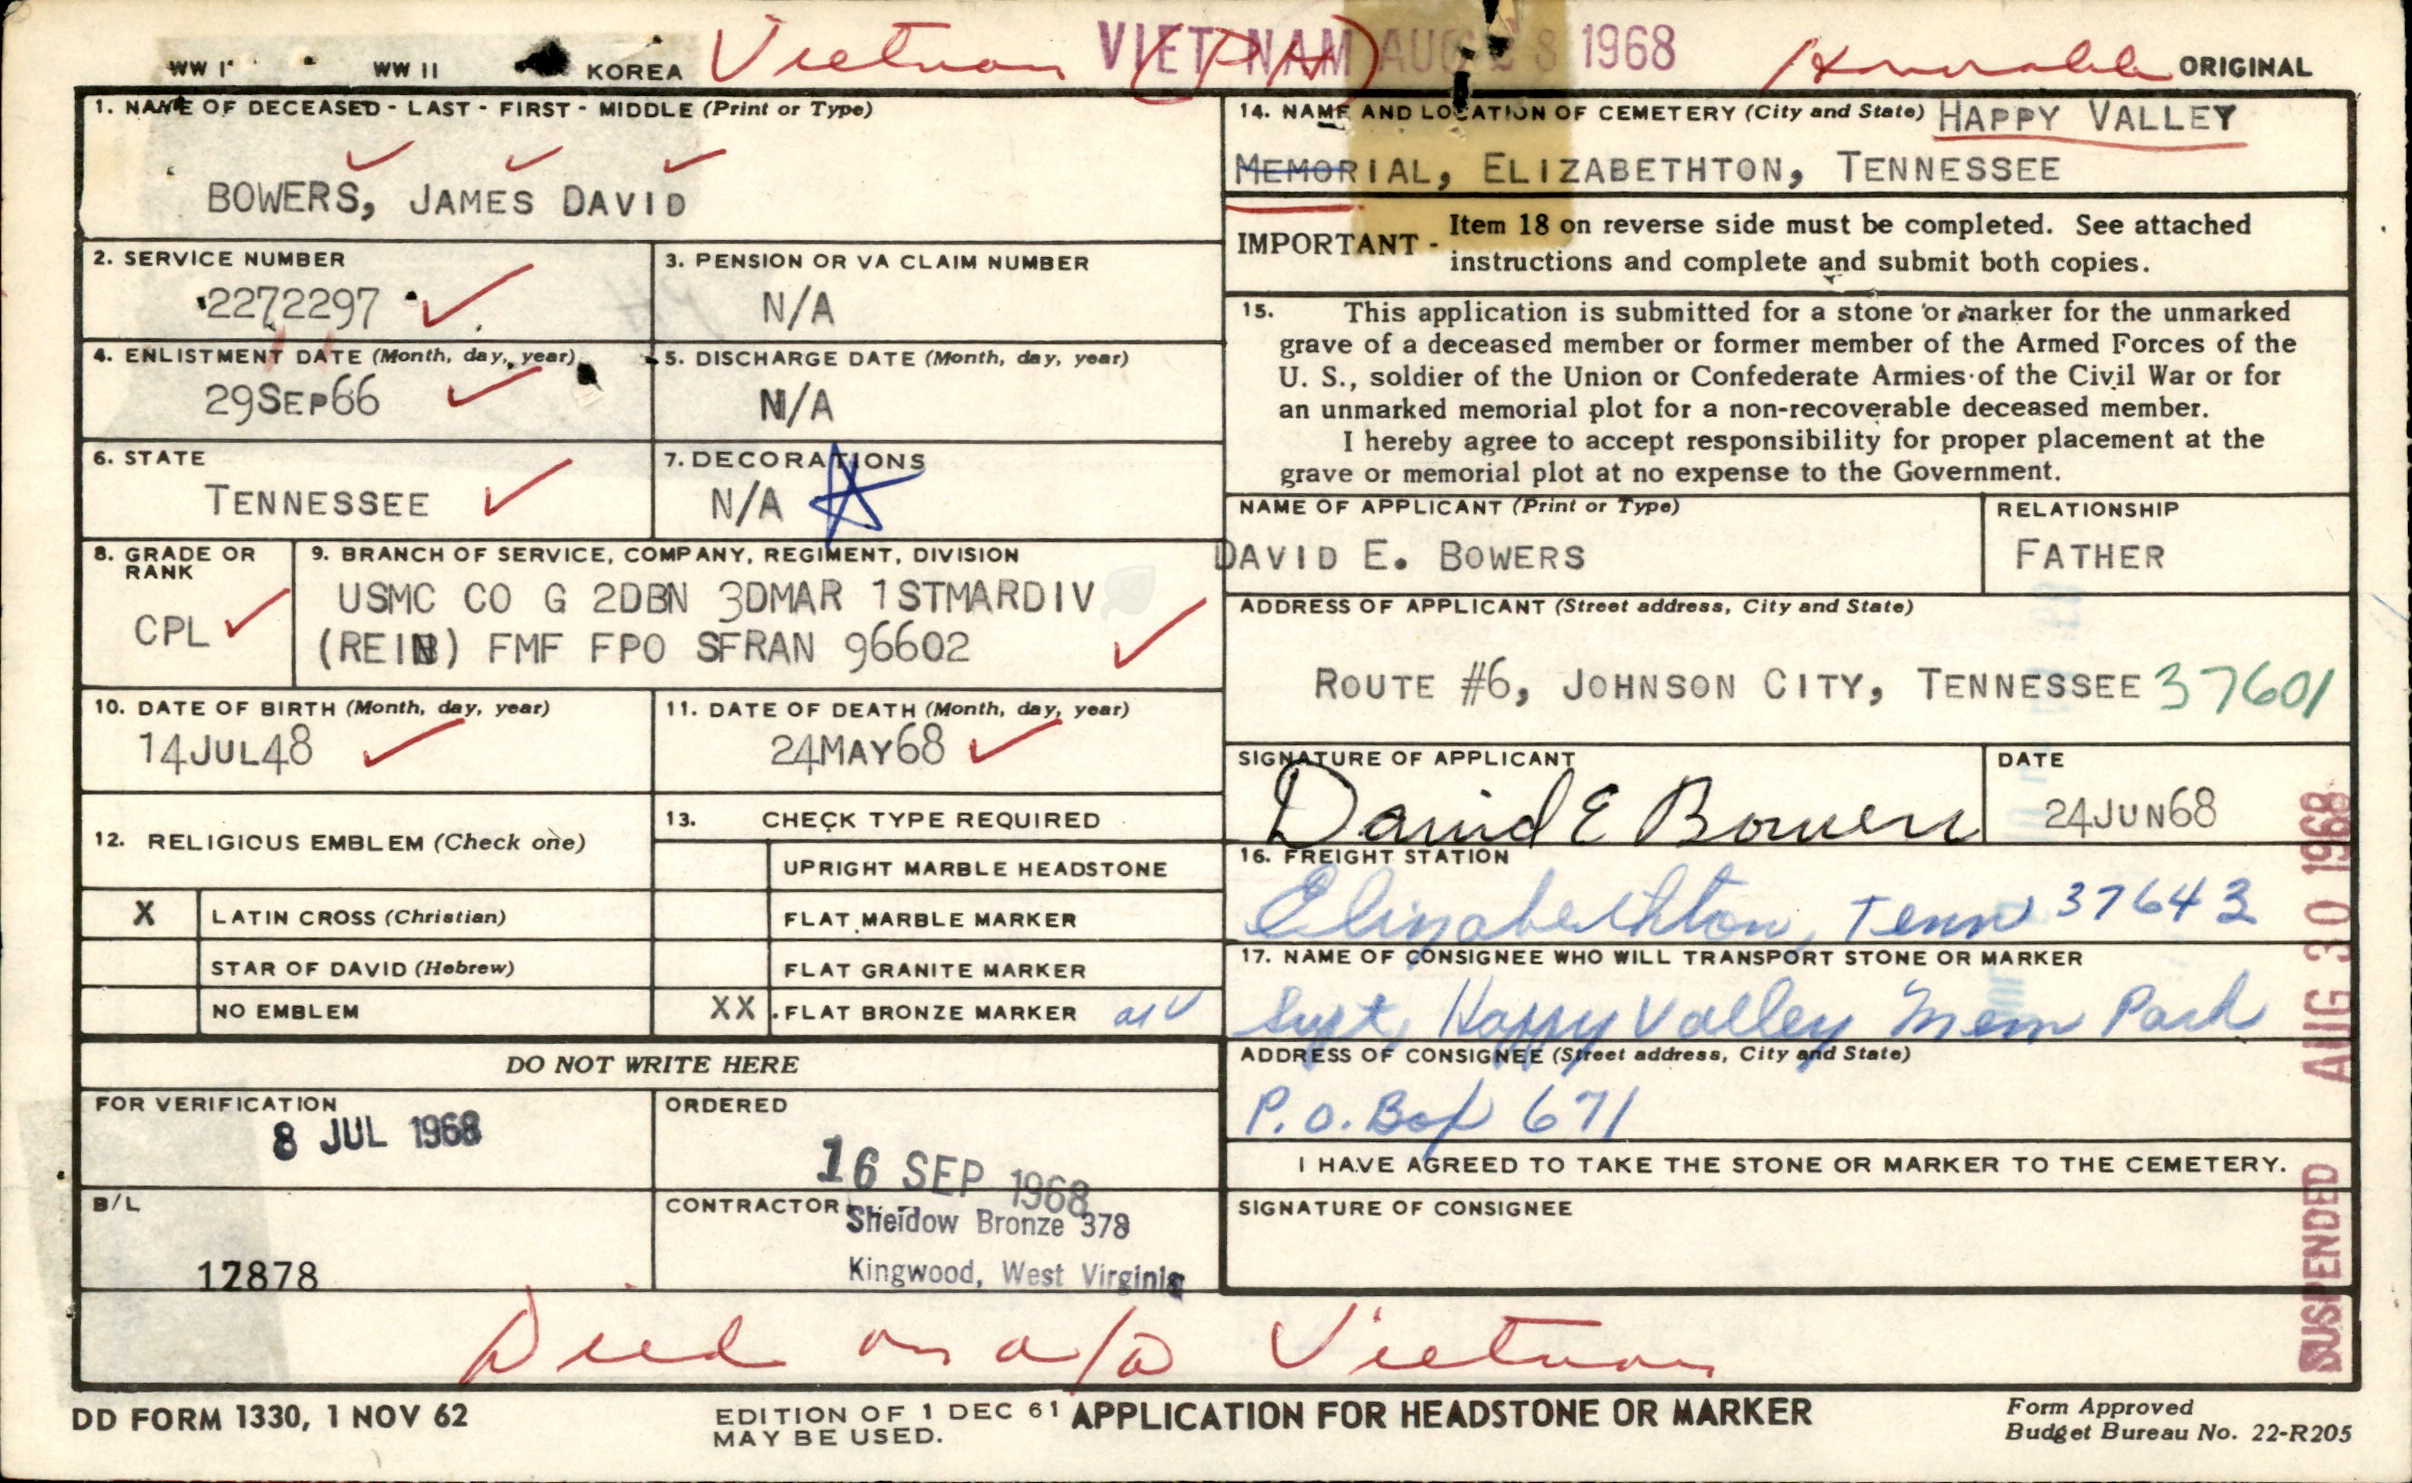 WW I WW II KOREA Vietnam (PH) VIETNAM AUG 28 1968 Honorable ORIGINAL
1. NAME OF DECEASED - LAST - FIRST - MIDDLE (Print or Type)
BOWERS, JAMES DAVID
2. SERVICE NUMBER
2272297
3. PENSION OR VA CLAIM NUMBER
N/A
4. ENLISTMENT DATE (Month, day, year)
29SEP66
5. DISCHARGE DATE (Month, day, year)
N/A
6. STATE
TENNESSEE
7. DECORATIONS
N/A
8. GRADE OR
RANK
CPL
9. BRANCH OF SERVICE, COMPANY, REGIMENT, DIVISION
USMC CO G 2DBN 3DMAR 1STMARDIV
(REIN) FMF FPO SFRAN 96602
10. DATE OF BIRTH (Month, day, year)
14JUL48
11. DATE OF DEATH (Month, day, year)
24MAY68
12. RELIGIOUS EMBLEM (Check one)
X LATIN CROSS (Christian)
STAR OF DAVID (Hebrew)
NO EMBLEM
13. CHECK TYPE REQUIRED
UPRIGHT MARBLE HEADSTONE
FLAT MARBLE MARKER
FLAT GRANITE MARKER
XX FLAT BRONZE MARKER
DO NOT WRITE HERE
FOR VERIFICATION
8 JUL 1968
ORDERED
16 SEP 1968
B/L
12878
CONTRACTOR
Sheidow Bronze 378
Kingwood, West Virginia
14. NAME AND LOCATION OF CEMETERY (City and State) HAPPY VALLEY
MEMORIAL, ELIZABETHTON, TENNESSEE
IMPORTANT - Item 18 on reverse side must be completed. See attached
instructions and complete and submit both copies.
15. This application is submitted for a stone or marker for the unmarked
grave of a deceased member or former member of the Armed Forces of the
U. S., soldier of the Union or Confederate Armies of the Civil War or for
an unmarked memorial plot for a non-recoverable deceased member.
I hereby agree to accept responsibility for proper placement at the
grave or memorial plot at no expense to the Government.
NAME OF APPLICANT (Print or Type)
DAVID E. BOWERS
RELATIONSHIP
FATHER
ADDRESS OF APPLICANT (Street address, City and State)
ROUTE #6, JOHNSON CITY, TENNESSEE 37601
SIGNATURE OF APPLICANT
David E Bowers
DATE
24JUN68
16. FREIGHT STATION
Elizabethton, Tenn 37643
17. NAME OF CONSIGNEE WHO WILL TRANSPORT STONE OR MARKER
Supt, Happy Valley Mem Park
ADDRESS OF CONSIGNEE (Street address, City and State)
P.O. Box 671
I HAVE AGREED TO TAKE THE STONE OR MARKER TO THE CEMETERY.
SIGNATURE OF CONSIGNEE
SUSPENDED AUG 30 1968
Died on a/d Vietnam
DD FORM 1330, 1 NOV 62
EDITION OF 1 DEC 61
MAY BE USED.
APPLICATION FOR HEADSTONE OR MARKER
Form Approved
Budget Bureau No. 22-R205